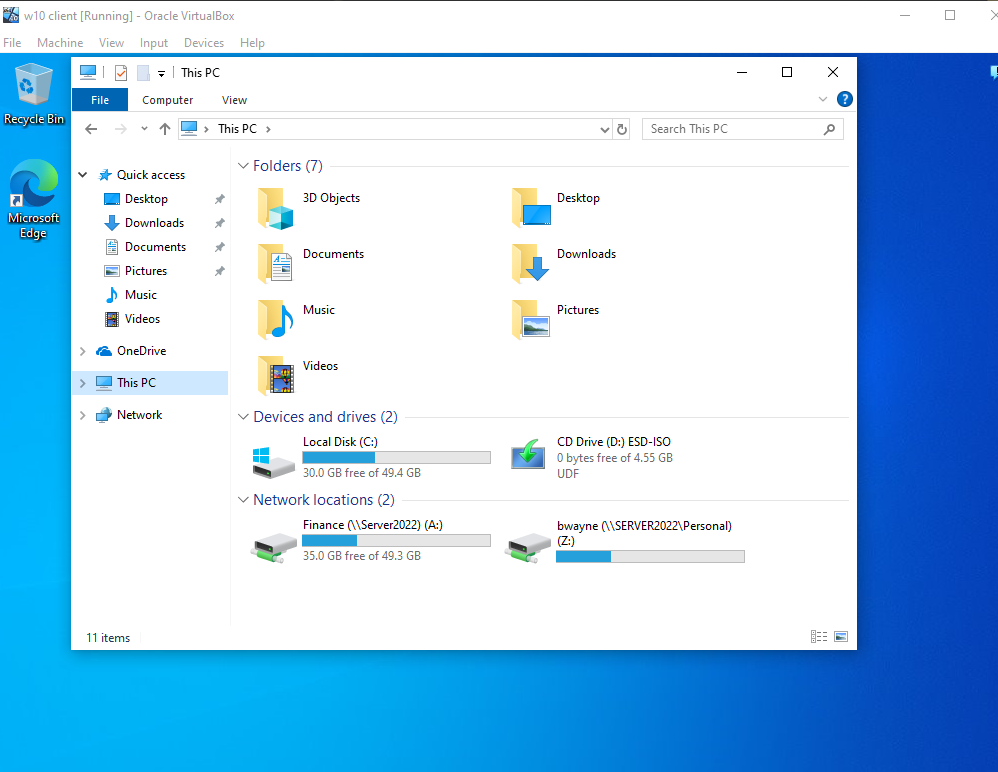 w10 client [Running] - Oracle VirtualBox
File Machine View Input Devices Help
Recycle Bin
Microsoft
Edge
This PC
File Computer View
This PC
Search This PC
Quick access
Desktop
Downloads
Documents
Pictures
Music
Videos
OneDrive
This PC
Network
Folders (7)
3D Objects
Desktop
Documents
Downloads
Music
Pictures
Videos
Devices and drives (2)
Local Disk (C:)
30.0 GB free of 49.4 GB
CD Drive (D:) ESD-ISO
0 bytes free of 4.55 GB
UDF
Network locations (2)
Finance (\\Server2022) (A:)
35.0 GB free of 49.3 GB
bwayne (\\SERVER2022\Personal)
(Z:)
11 items